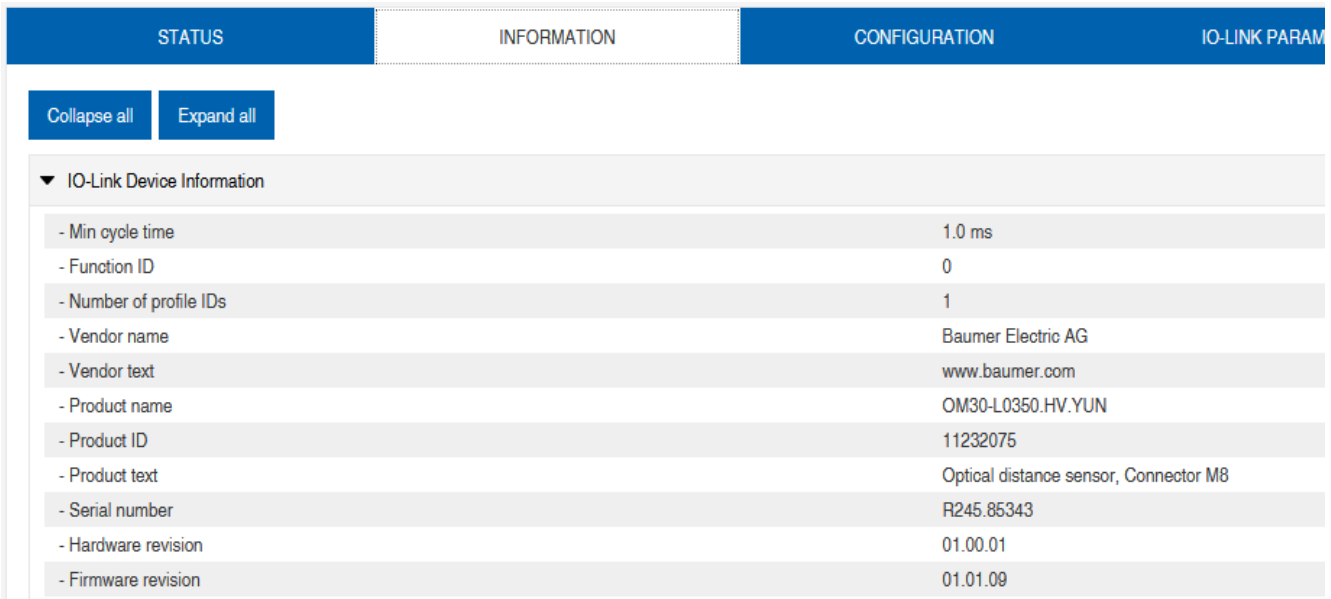 STATUS INFORMATION CONFIGURATION IO-LINK PARAM
Collapse all Expand all
IO-Link Device Information
- Min cycle time 1.0 ms
- Function ID 0
- Number of profile IDs 1
- Vendor name Baumer Electric AG
- Vendor text www.baumer.com
- Product name OM30-L0350.HV.YUN
- Product ID 11232075
- Product text Optical distance sensor, Connector M8
- Serial number R245.85343
- Hardware revision 01.00.01
- Firmware revision 01.01.09